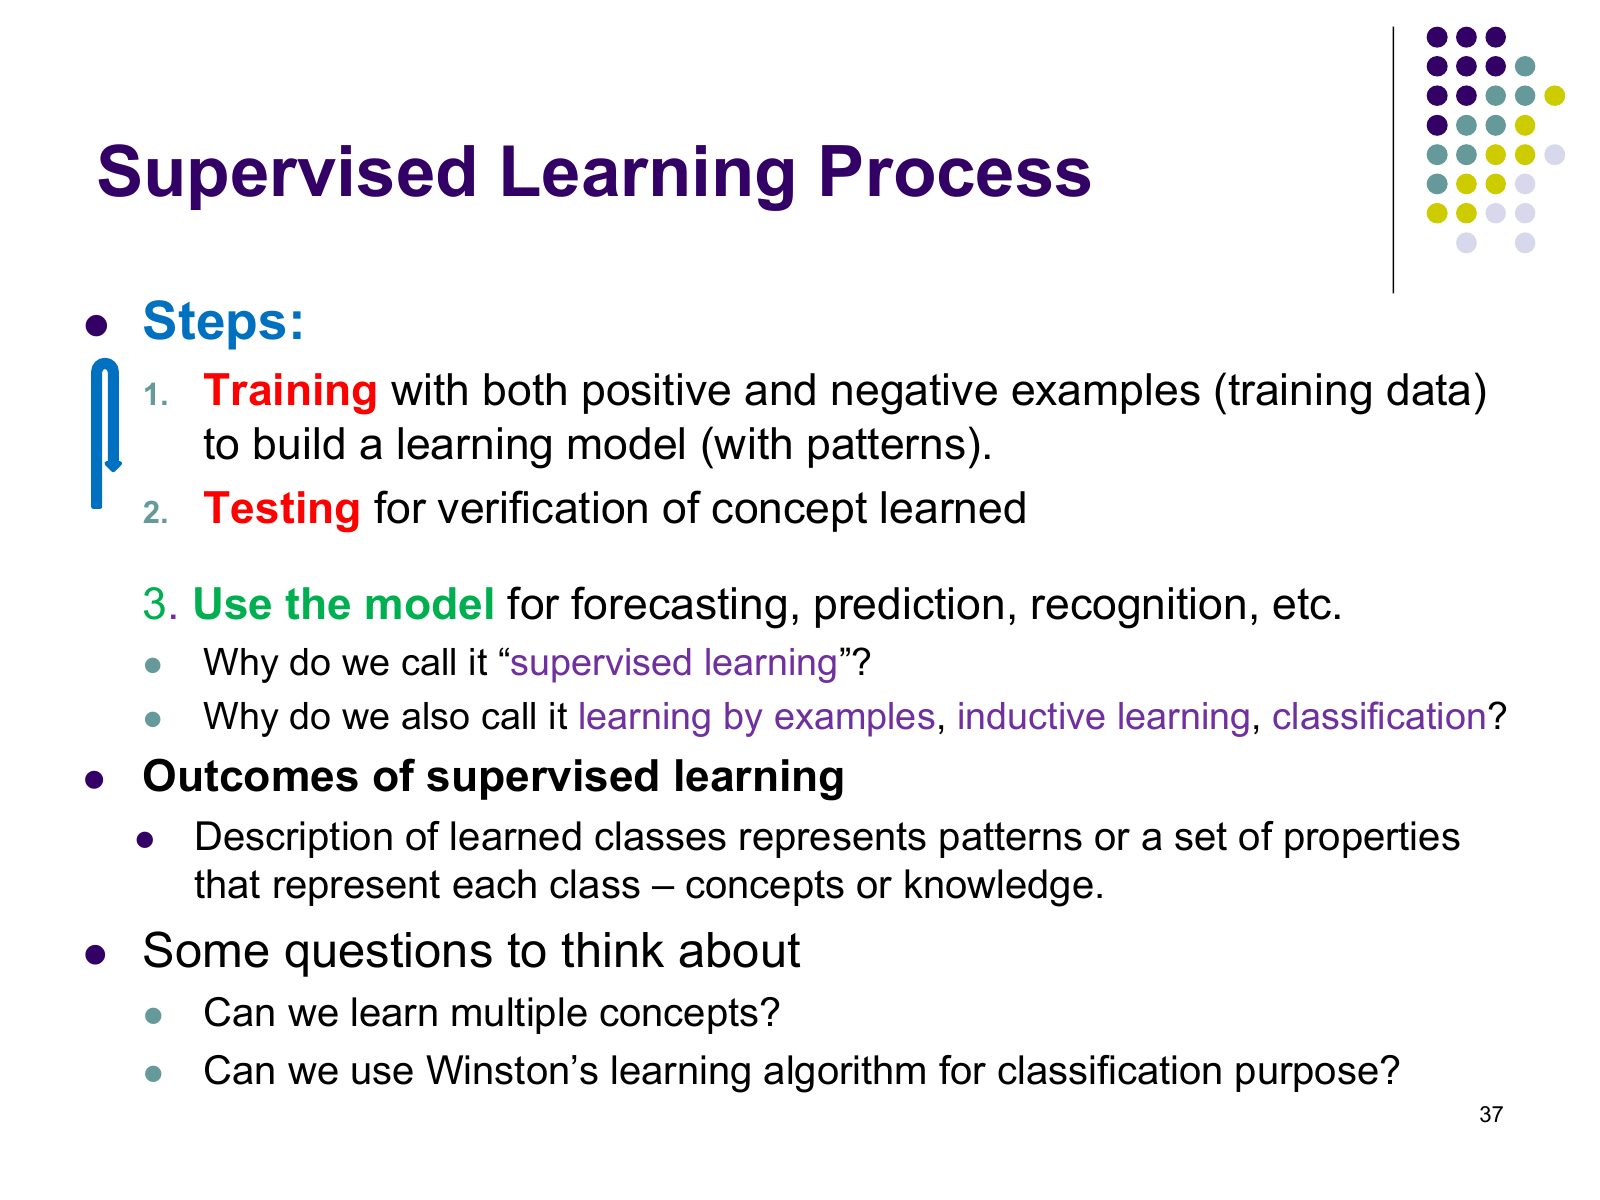 Supervised Learning Process
Steps:
1. Training with both positive and negative examples (training data)
to build a learning model (with patterns).
2. Testing for verification of concept learned
3. Use the model for forecasting, prediction, recognition, etc.
Why do we call it “supervised learning”?
Why do we also call it learning by examples, inductive learning, classification?
Outcomes of supervised learning
Description of learned classes represents patterns or a set of properties
that represent each class – concepts or knowledge.
Some questions to think about
Can we learn multiple concepts?
Can we use Winston’s learning algorithm for classification purpose?
37